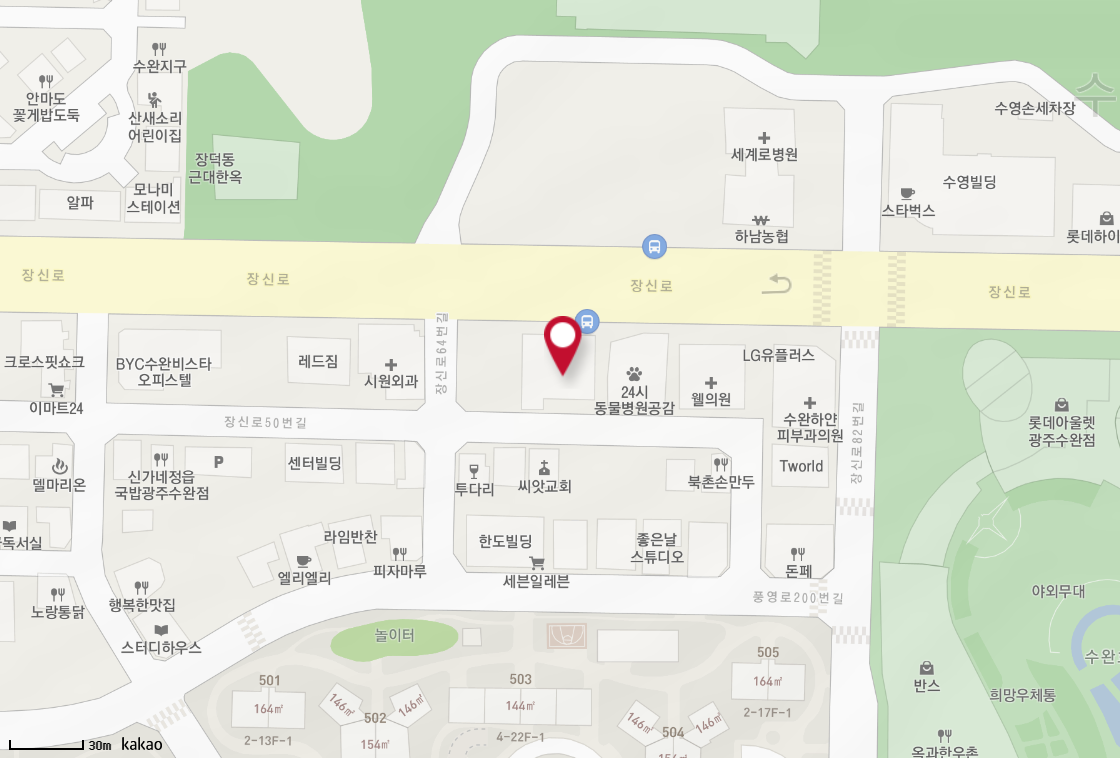 수완지구
안마도
꽃게밥도둑
산새소리
어린이집
수
수영손세차장
장덕동
근대한옥
세계로병원
수영빌딩
알파
모나미
스테이션
스타벅스
하남농협
롯데하이
장신로
장신로
장신로
장신로
장신로64번길
크로스핏쇼크
BYC수완비스타
오피스텔
레드짐
시원외과
LG유플러스
이마트24
24시
동물병원공감
웰의원
수완하얀
피부과의원
장신로82번길
롯데아울렛
광주수완점
장신로50번길
P
센터빌딩
Tworld
델마리온
신가네정읍
국밥광주수완점
투다리
씨앗교회
북촌손만두
독서실
라임반찬
한도빌딩
좋은날
스튜디오
엘리엘리
피자마루
세븐일레븐
돈페
풍영로200번길
야외무대
노랑통닭
행복한맛집
놀이터
스터디하우스
수완
반스
희망우체통
501
164㎡
2-13F-1
146㎡
502
146㎡
154㎡
503
144㎡
4-22F-1
146㎡
504
146㎡
156㎡
505
164㎡
2-17F-1
옥과한우촌
30m
kakao